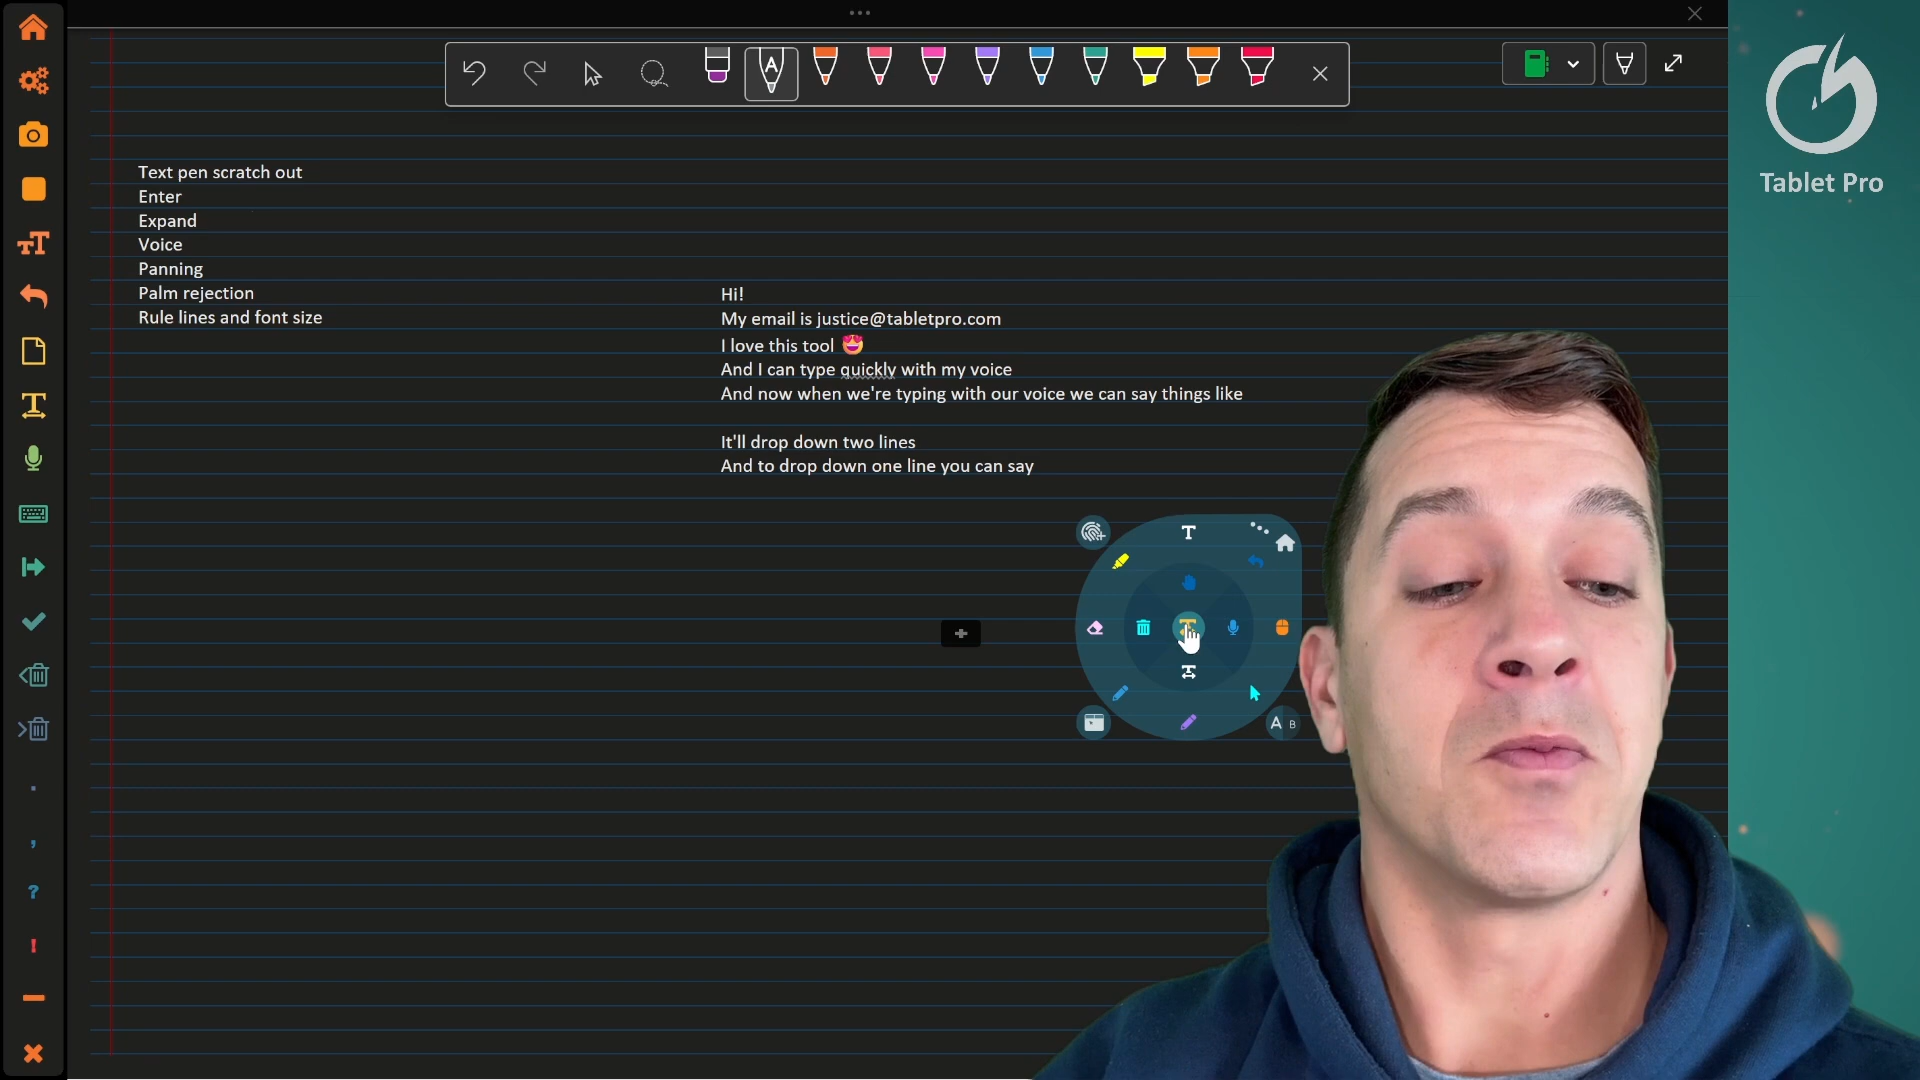 Tablet Pro
Text pen scratch out
Enter
Expand
Voice
Panning
Palm rejection
Rule lines and font size
Hi!
My email is justice@tabletpro.com
I love this tool 😍
And I can type quickly with my voice
And now when we're typing with our voice we can say things like
It'll drop down two lines
And to drop down one line you can say
A B